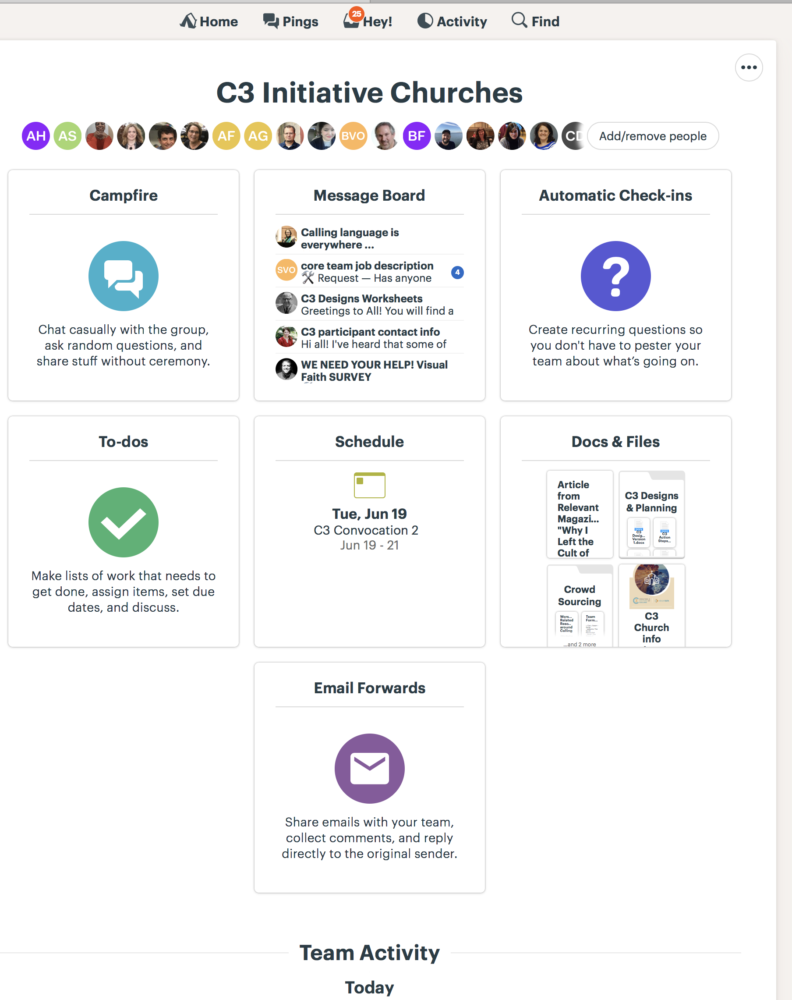 Home Pings 25 Hey! Activity Find
C3 Initiative Churches
AH AS AF AG BVO BF CD Add/remove people
Campfire
Chat casually with the group,
ask random questions, and
share stuff without ceremony.
Message Board
Calling language is
everywhere ...
SVO core team job description
🛠 Request — Has anyone 4
C3 Designs Worksheets
Greetings to All! You will find a
C3 participant contact info
Hi all! I've heard that some of
WE NEED YOUR HELP! Visual
Faith SURVEY
Automatic Check-ins
?
Create recurring questions so
you don't have to pester your
team about what’s going on.
To-dos
Make lists of work that needs to
get done, assign items, set due
dates, and discuss.
Schedule
Tue, Jun 19
C3 Convocation 2
Jun 19 - 21
Docs & Files
Article
from
Relevant
Magazi...
"Why I
Left the
Cult of
C3 Designs
& Planning
DOCX
C3
Desig...
Version
1.docx
DOCX
C3
Action
Steps...
Crowd
Sourcing
Wors...
Related
Reso...
around
Calling
Team
Form...
...and 2 more
C3
Church
info
Email Forwards
Share emails with your team,
collect comments, and reply
directly to the original sender.
Team Activity
Today